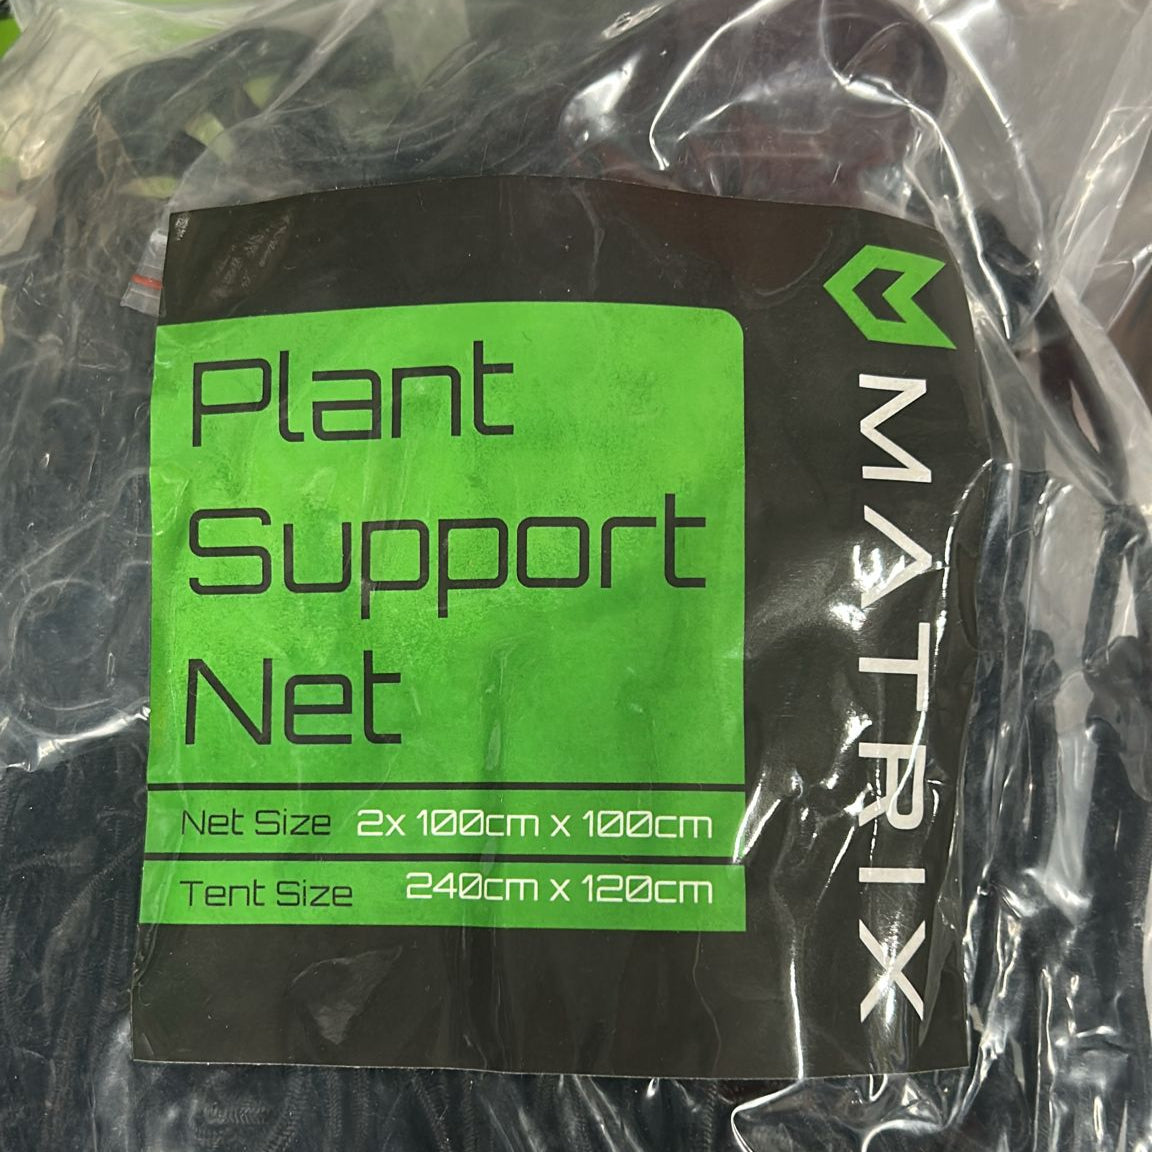 Plant
Support
Net
Net Size 2x 100cm x 100cm
Tent Size 240cm x 120cm
MATRIX